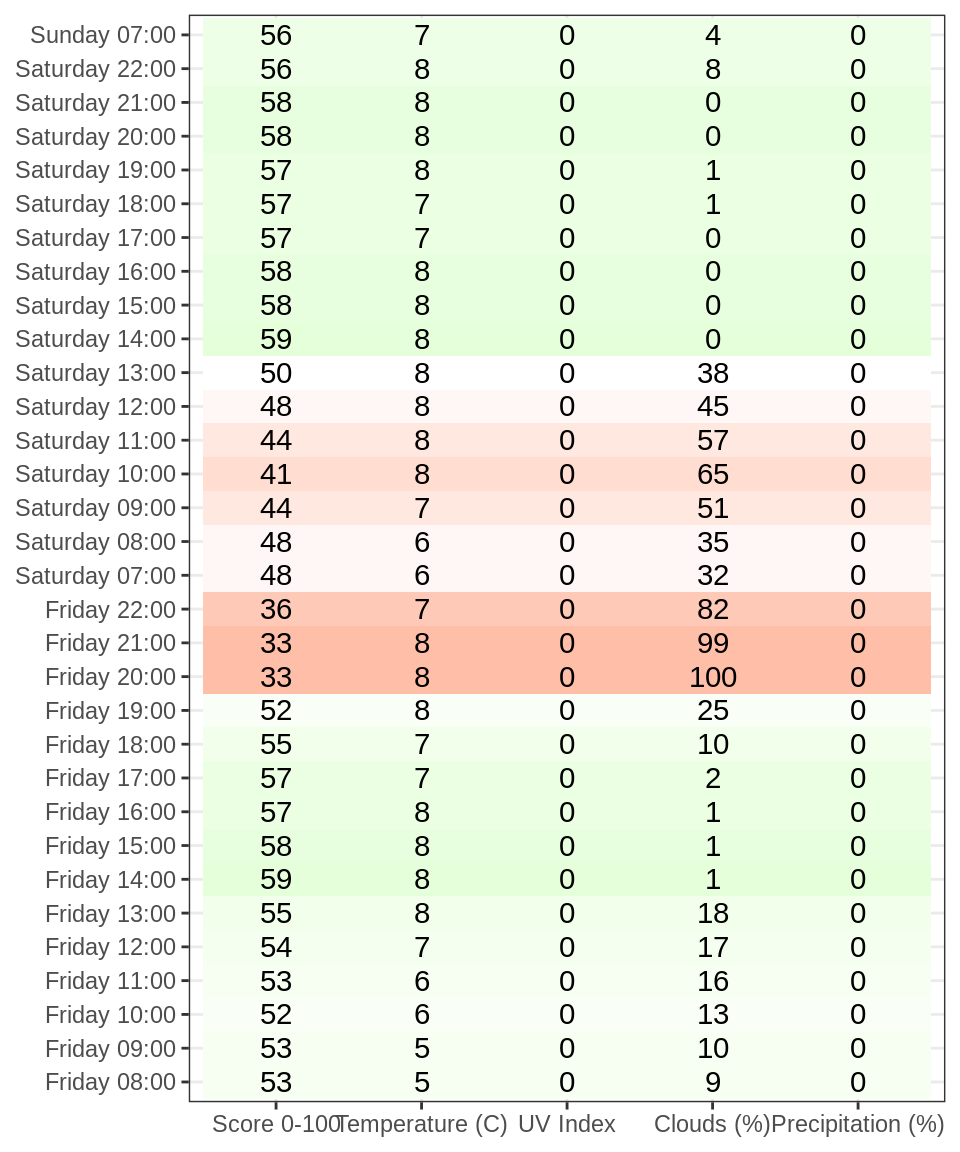 Sunday 07:00 56 7 0 4 0
Saturday 22:00 56 8 0 8 0
Saturday 21:00 58 8 0 0 0
Saturday 20:00 58 8 0 0 0
Saturday 19:00 57 8 0 1 0
Saturday 18:00 57 7 0 1 0
Saturday 17:00 57 7 0 0 0
Saturday 16:00 58 8 0 0 0
Saturday 15:00 58 8 0 0 0
Saturday 14:00 59 8 0 0 0
Saturday 13:00 50 8 0 38 0
Saturday 12:00 48 8 0 45 0
Saturday 11:00 44 8 0 57 0
Saturday 10:00 41 8 0 65 0
Saturday 09:00 44 7 0 51 0
Saturday 08:00 48 6 0 35 0
Saturday 07:00 48 6 0 32 0
Friday 22:00 36 7 0 82 0
Friday 21:00 33 8 0 99 0
Friday 20:00 33 8 0 100 0
Friday 19:00 52 8 0 25 0
Friday 18:00 55 7 0 10 0
Friday 17:00 57 7 0 2 0
Friday 16:00 57 8 0 1 0
Friday 15:00 58 8 0 1 0
Friday 14:00 59 8 0 1 0
Friday 13:00 55 8 0 18 0
Friday 12:00 54 7 0 17 0
Friday 11:00 53 6 0 16 0
Friday 10:00 52 6 0 13 0
Friday 09:00 53 5 0 10 0
Friday 08:00 53 5 0 9 0
Score 0-100 Temperature (C) UV Index Clouds (%) Precipitation (%)